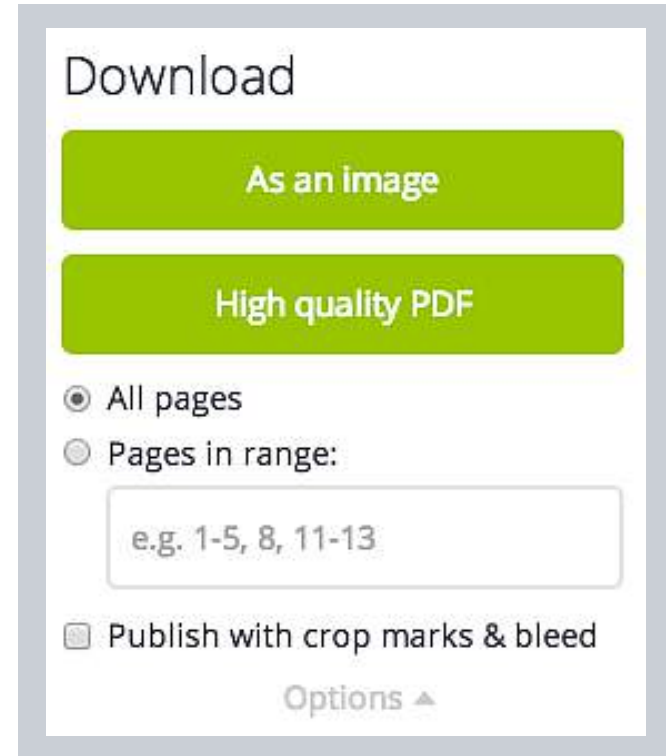 Download
As an image
High quality PDF
All pages
Pages in range:
e.g. 1-5, 8, 11-13
Publish with crop marks & bleed
Options